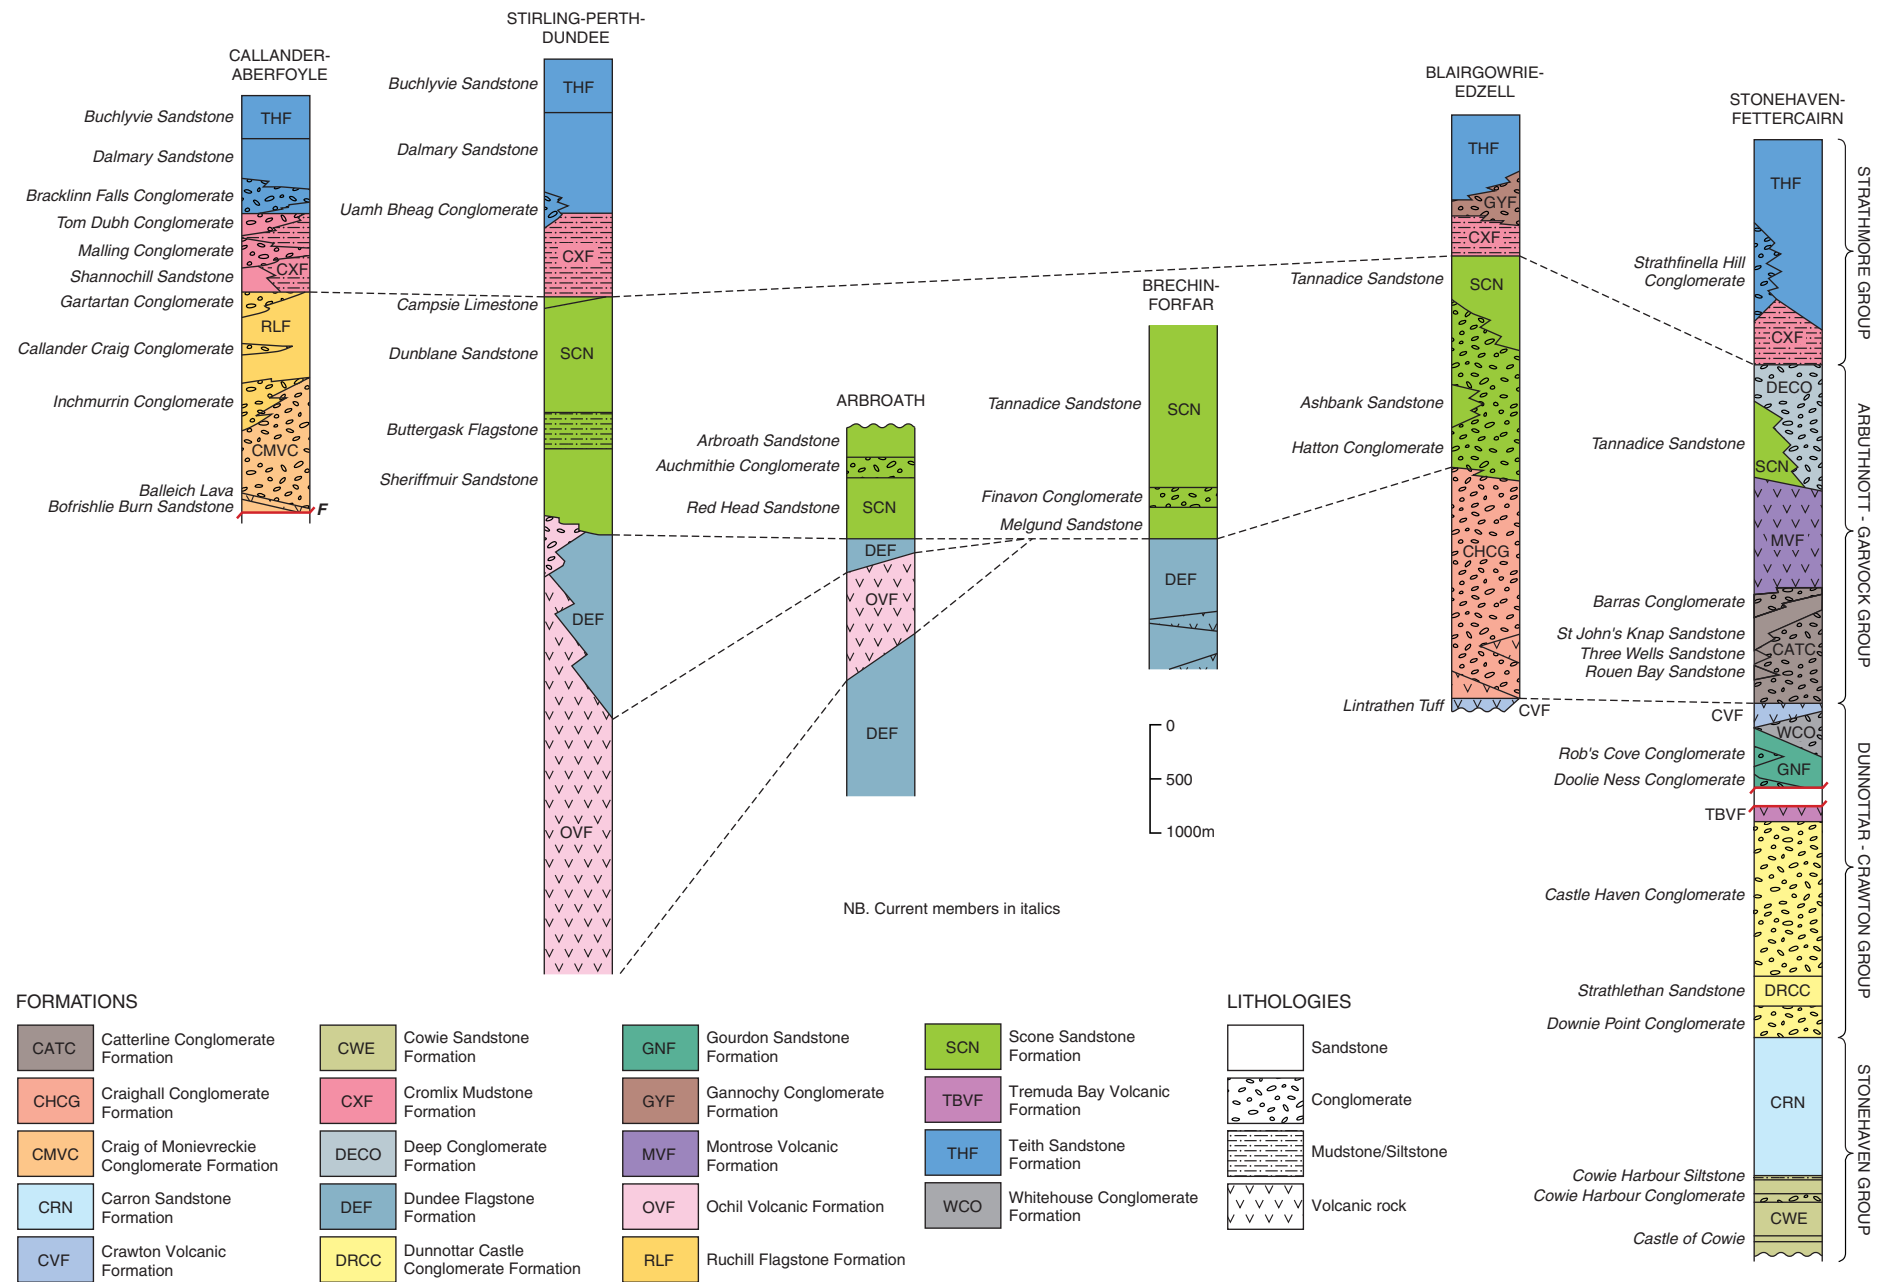 STIRLING-PERTH-
DUNDEE
CALLANDER-
ABERFOYLE
Buchlyvie Sandstone
THF
Dalmary Sandstone
Bracklinn Falls Conglomerate
Tom Dubh Conglomerate
Malling Conglomerate
Shannochill Sandstone
CXF
Gartartan Conglomerate
RLF
Callander Craig Conglomerate
Inchmurrin Conglomerate
CMVC
Balleich Lava
Bofrishlie Burn Sandstone
F
Buchlyvie Sandstone
THF
Dalmary Sandstone
Uamh Bheag Conglomerate
CXF
Campsie Limestone
Dunblane Sandstone
SCN
Buttergask Flagstone
Sheriffmuir Sandstone
DEF
OVF
ARBROATH
Arbroath Sandstone
Auchmithie Conglomerate
Red Head Sandstone
SCN
DEF
OVF
DEF
BRECHIN-
FORFAR
Tannadice Sandstone
SCN
Finavon Conglomerate
Melgund Sandstone
DEF
0
500
1000m
NB. Current members in italics
BLAIRGOWRIE-
EDZELL
THF
GYF
CXF
Tannadice Sandstone
SCN
Ashbank Sandstone
Hatton Conglomerate
CHCG
Lintrathen Tuff
CVF
STONEHAVEN-
FETTERCAIRN
THF
Strathfinella Hill
Conglomerate
CXF
DECO
Tannadice Sandstone
SCN
MVF
Barras Conglomerate
St John's Knap Sandstone
Three Wells Sandstone
CATC
Rouen Bay Sandstone
CVF
WCO
Rob's Cove Conglomerate
GNF
Doolie Ness Conglomerate
TBVF
Castle Haven Conglomerate
Strathlethan Sandstone
DRCC
Downie Point Conglomerate
CRN
Cowie Harbour Siltstone
Cowie Harbour Conglomerate
CWE
Castle of Cowie
STRATHMORE GROUP
ARBUTHNOTT - GARVOCK GROUP
DUNNOTTAR - CRAWTON GROUP
STONEHAVEN GROUP
FORMATIONS
CATC
Catterline Conglomerate
Formation
CHCG
Craighall Conglomerate
Formation
CMVC
Craig of Monievreckie
Conglomerate Formation
CRN
Carron Sandstone
Formation
CVF
Crawton Volcanic
Formation
CWE
Cowie Sandstone
Formation
CXF
Cromlix Mudstone
Formation
DECO
Deep Conglomerate
Formation
DEF
Dundee Flagstone
Formation
DRCC
Dunnottar Castle
Conglomerate Formation
GNF
Gourdon Sandstone
Formation
GYF
Gannochy Conglomerate
Formation
MVF
Montrose Volcanic
Formation
OVF
Ochil Volcanic Formation
RLF
Ruchill Flagstone Formation
SCN
Scone Sandstone
Formation
TBVF
Tremuda Bay Volcanic
Formation
THF
Teith Sandstone
Formation
WCO
Whitehouse Conglomerate
Formation
LITHOLOGIES
Sandstone
Conglomerate
Mudstone/Siltstone
Volcanic rock